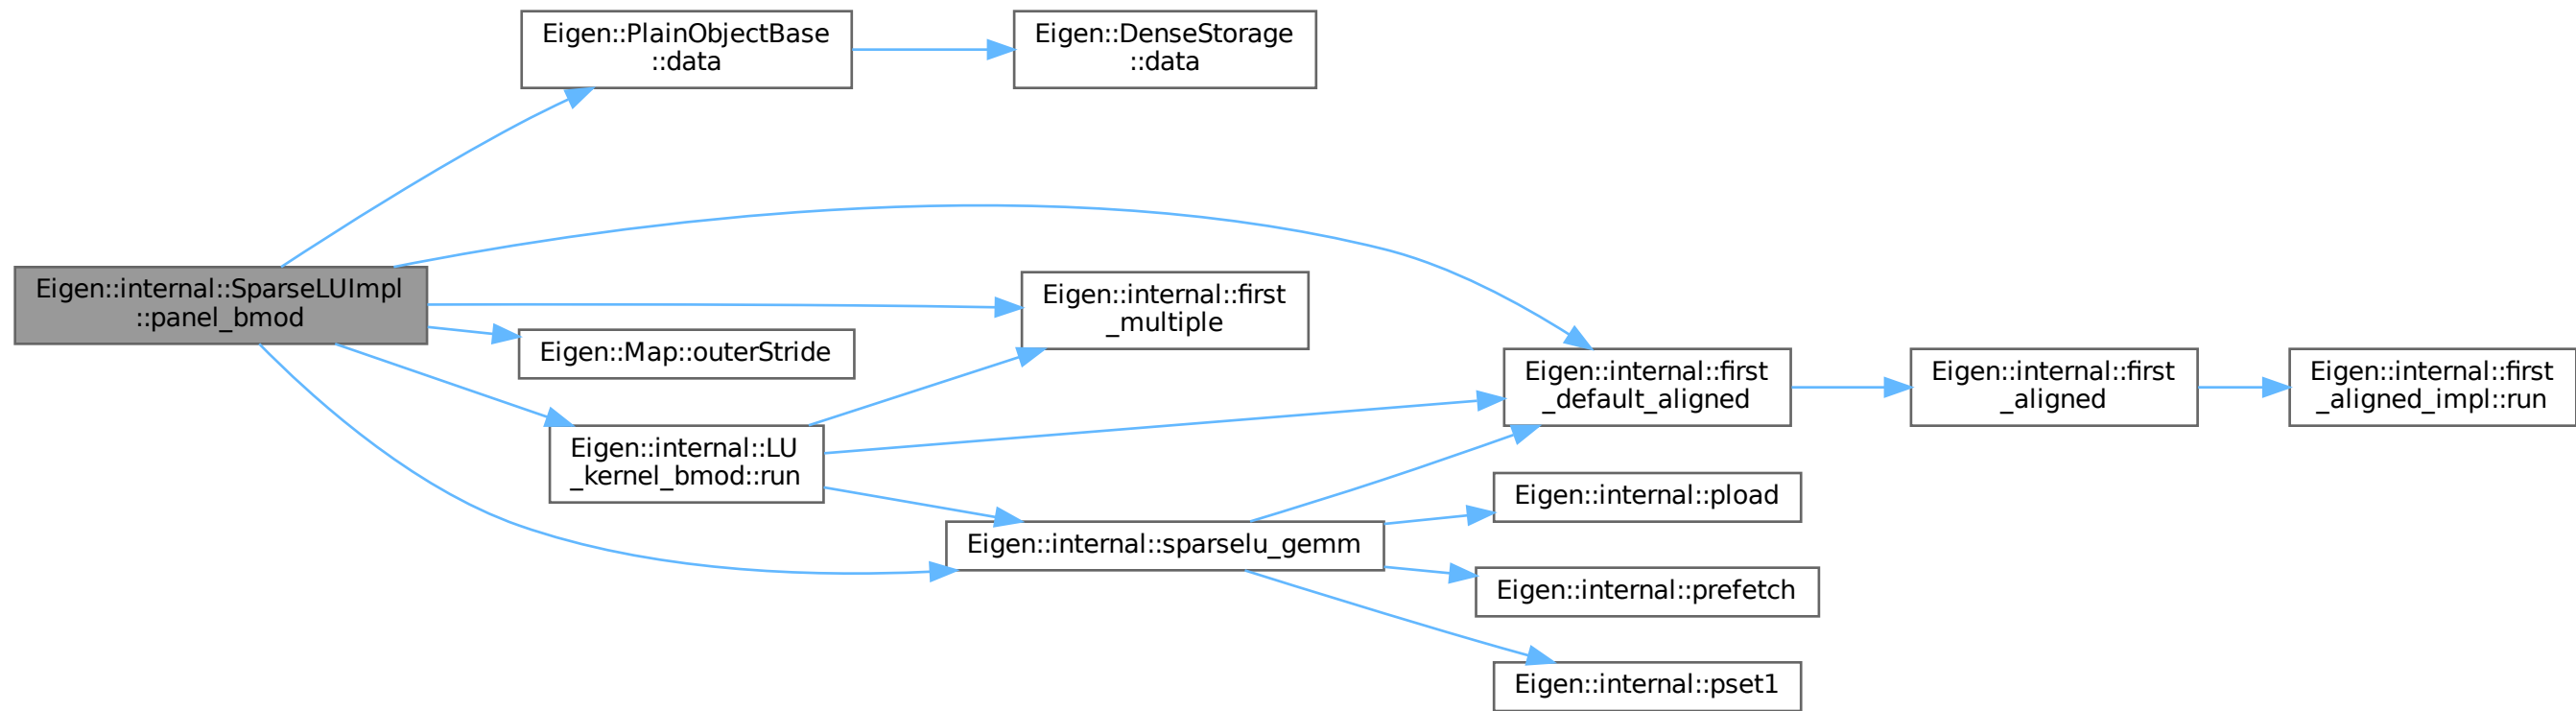 Eigen::PlainObjectBase
::data
Eigen::DenseStorage
::data
Eigen::internal::SparseLUImpl
::panel_bmod
Eigen::internal::first
_multiple
Eigen::Map::outerStride
Eigen::internal::first
_default_aligned
Eigen::internal::first
_aligned
Eigen::internal::first
_aligned_impl::run
Eigen::internal::LU
_kernel_bmod::run
Eigen::internal::pload
Eigen::internal::sparselu_gemm
Eigen::internal::prefetch
Eigen::internal::pset1